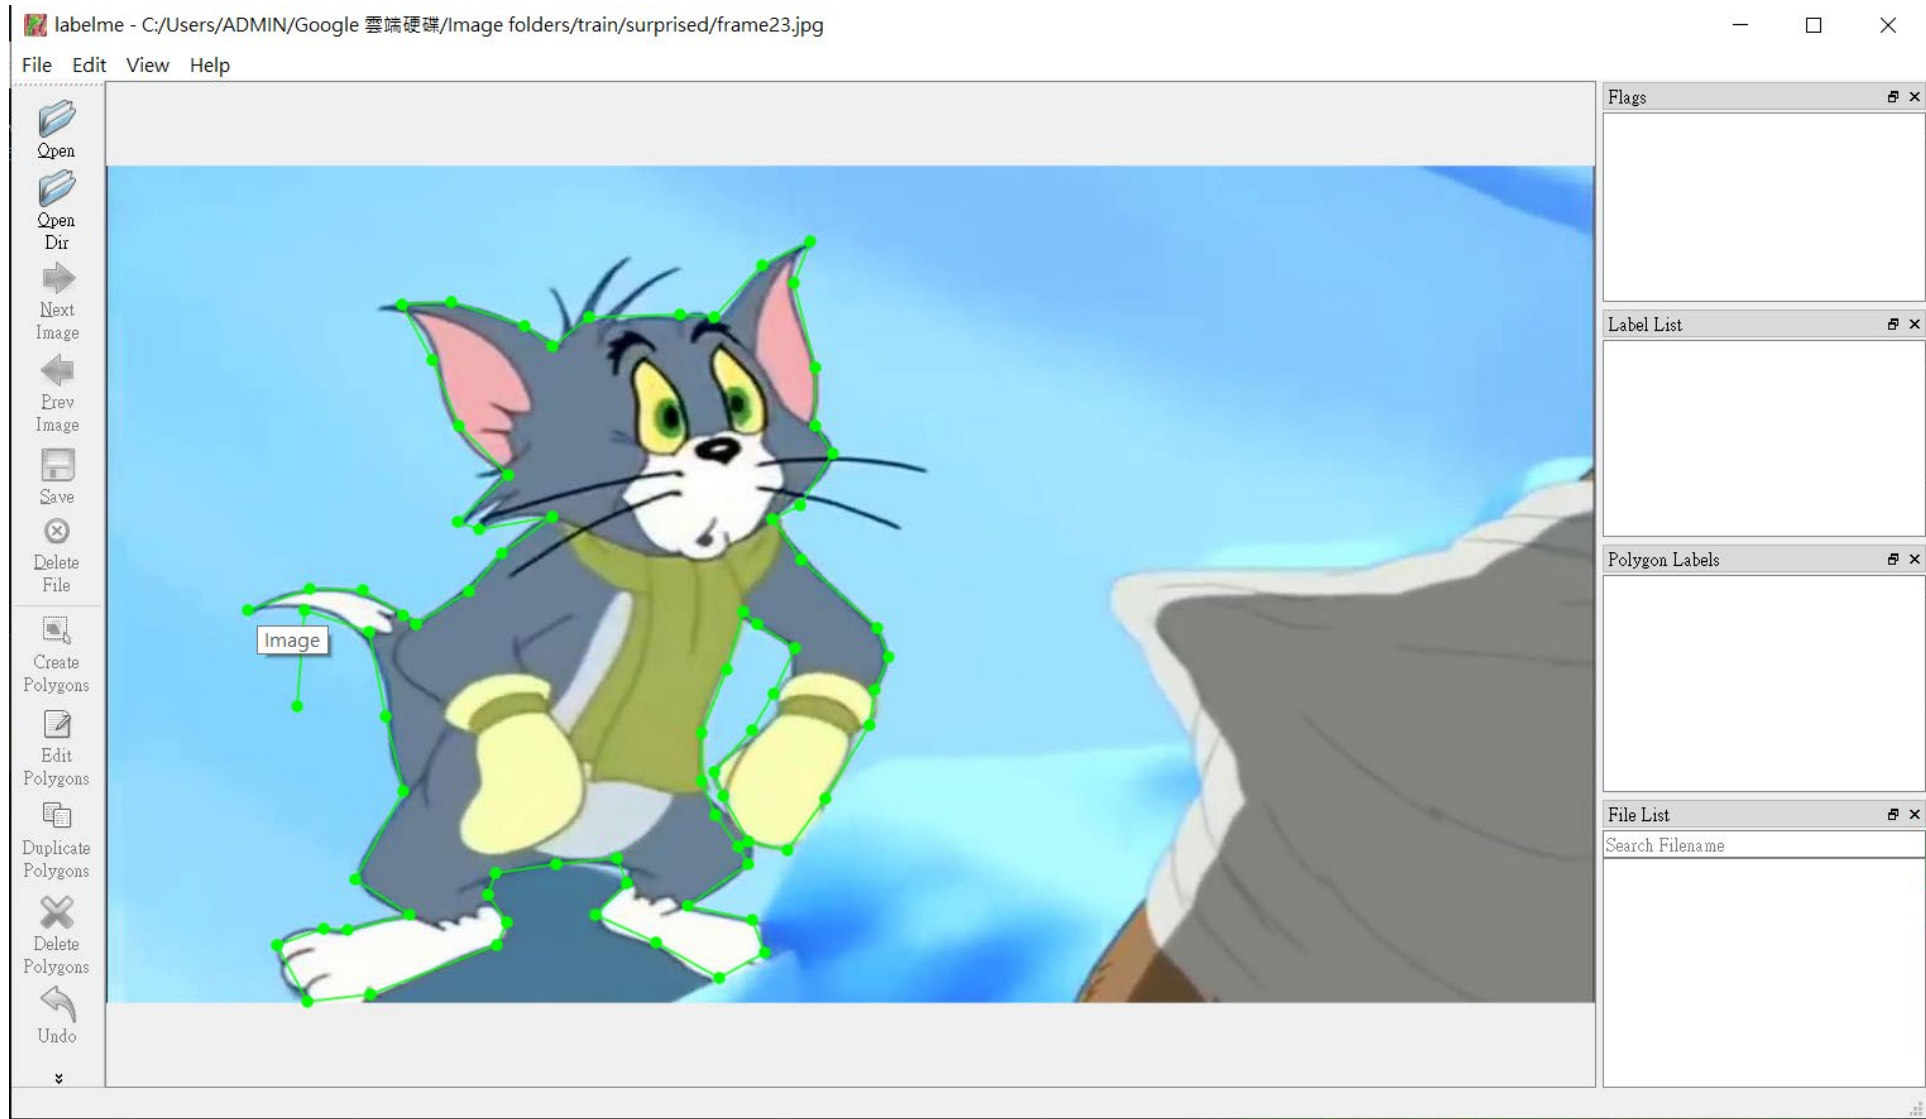 labelme - C:/Users/ADMIN/Google 雲端硬碟/Image folders/train/surprised/frame23.jpg
File Edit View Help
Open
Open
Dir
Next
Image
Prev
Image
Save
Delete
File
Create
Polygons
Edit
Polygons
Duplicate
Polygons
Delete
Polygons
Undo
Image
Flags
Label List
Polygon Labels
File List
Search Filename